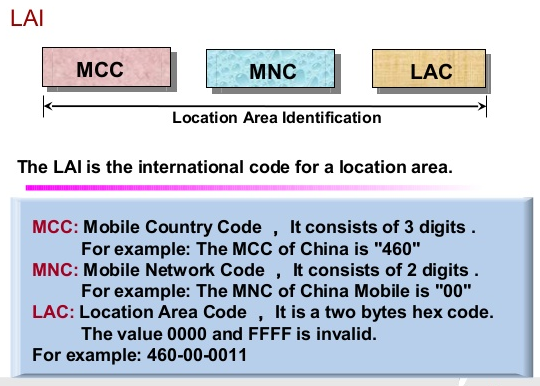 LAI
MCC MNC LAC
Location Area Identification
The LAI is the international code for a location area.
MCC: Mobile Country Code , It consists of 3 digits .
For example: The MCC of China is "460"
MNC: Mobile Network Code , It consists of 2 digits .
For example: The MNC of China Mobile is "00"
LAC: Location Area Code , It is a two bytes hex code.
The value 0000 and FFFF is invalid.
For example: 460-00-0011